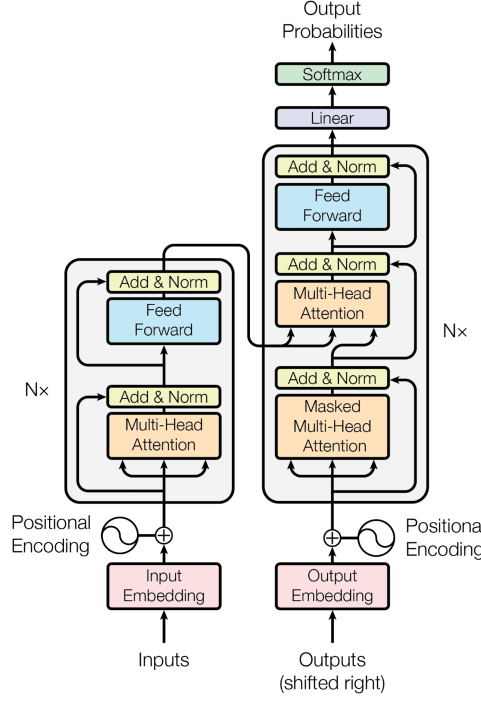 Output
Probabilities
Softmax
Linear
Add & Norm
Feed
Forward
Add & Norm
Multi-Head
Attention
Add & Norm
Masked
Multi-Head
Attention
N×
Add & Norm
Feed
Forward
N×
Add & Norm
Multi-Head
Attention
Positional
Encoding
Positiona
Encoding
Input
Embedding
Output
Embedding
Inputs
Outputs
(shifted right)